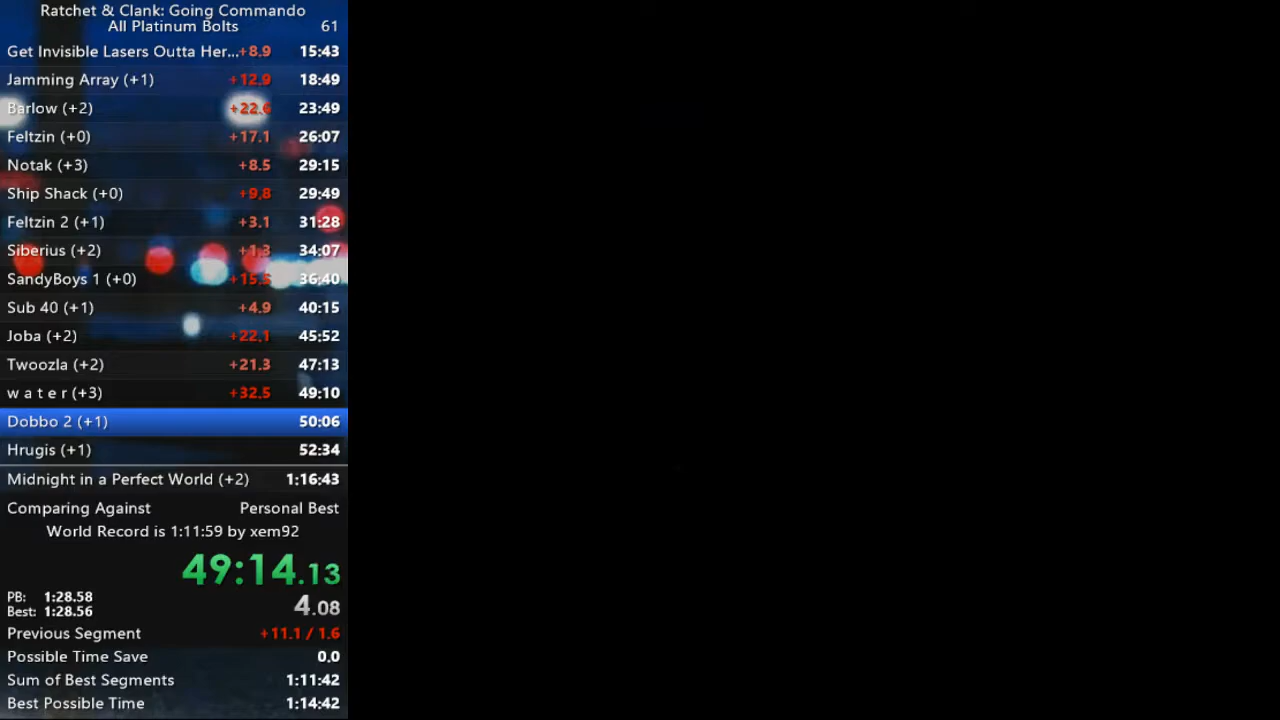 Ratchet & Clank: Going Commando
All Platinum Bolts 61
Get Invisible Lasers Outta Her... +8.9 15:43
Jamming Array (+1) +12.9 18:49
Barlow (+2) +22.6 23:49
Feltzin (+0) +17.1 26:07
Notak (+3) +8.5 29:15
Ship Shack (+0) +9.8 29:49
Feltzin 2 (+1) +3.1 31:28
Siberius (+2) +1.3 34:07
SandyBoys 1 (+0) +15.5 36:40
Sub 40 (+1) +4.9 40:15
Joba (+2) +22.1 45:52
Twoozla (+2) +21.3 47:13
w a t e r (+3) +32.5 49:10
Dobbo 2 (+1) 50:06
Hrugis (+1) 52:34
Midnight in a Perfect World (+2) 1:16:43
Comparing Against Personal Best
World Record is 1:11:59 by xem92
49:14.13
PB: 1:28.58
Best: 1:28.56
4.08
Previous Segment +11.1 / 1.6
Possible Time Save 0.0
Sum of Best Segments 1:11:42
Best Possible Time 1:14:42